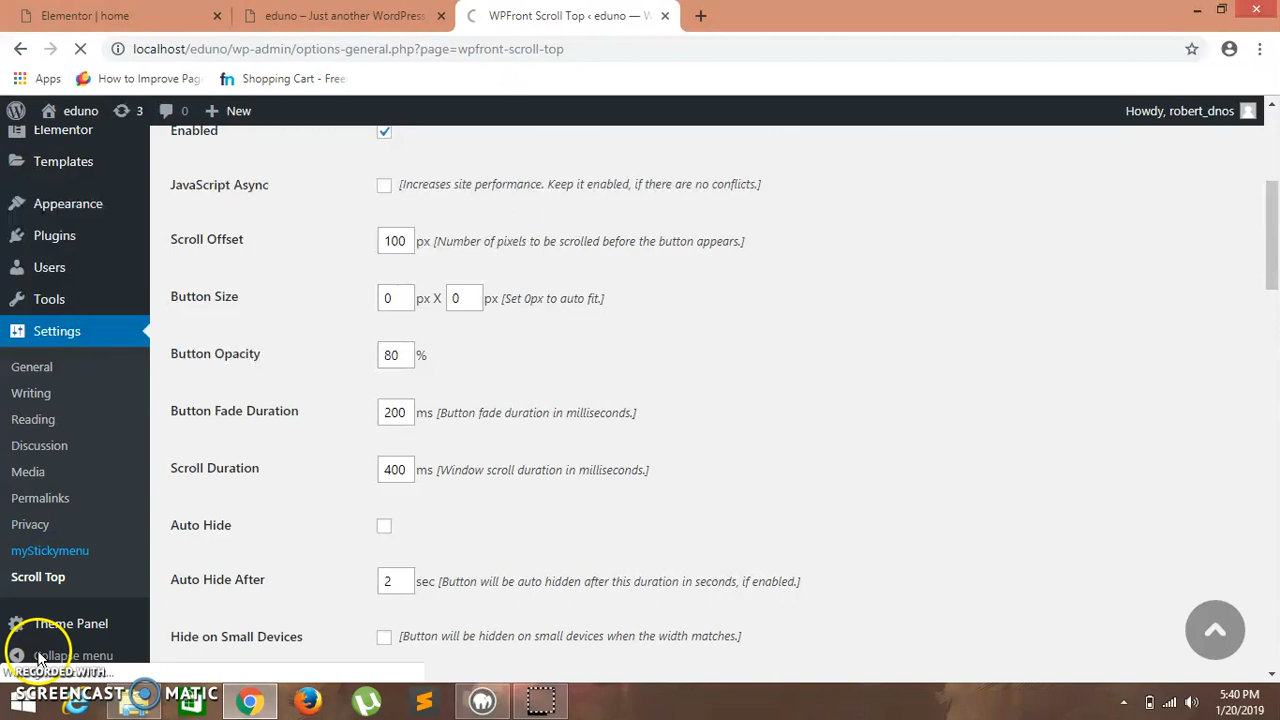 Elementor | home
eduno – Just another WordPress
WPFront Scroll Top ‹ eduno — W
localhost/eduno/wp-admin/options-general.php?page=wpfront-scroll-top
Apps
How to Improve Pag
Shopping Cart - Free
eduno
3
0
New
Howdy, robert_dnos
Elementor
Templates
Appearance
Plugins
Users
Tools
Settings
General
Writing
Reading
Discussion
Media
Permalinks
Privacy
myStickymenu
Scroll Top
Theme Panel
Collapse menu
Enabled
JavaScript Async
[Increases site performance. Keep it enabled, if there are no conflicts.]
Scroll Offset
100 px [Number of pixels to be scrolled before the button appears.]
Button Size
0 px X 0 px [Set 0px to auto fit.]
Button Opacity
80 %
Button Fade Duration
200 ms [Button fade duration in milliseconds.]
Scroll Duration
400 ms [Window scroll duration in milliseconds.]
Auto Hide
Auto Hide After
2 sec [Button will be auto hidden after this duration in seconds, if enabled.]
Hide on Small Devices
[Button will be hidden on small devices when the width matches.]
RECORDED WITH
SCREENCAST MATIC
5:40 PM
1/20/2019